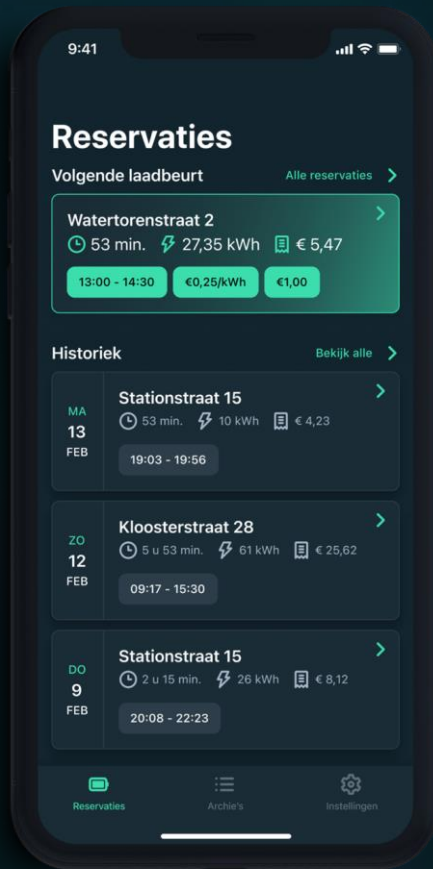 9:41
Reservaties
Volgende laadbeurt Alle reservaties
Watertorenstraat 2
53 min. 27,35 kWh € 5,47
13:00 - 14:30 €0,25/kWh €1,00
Historiek Bekijk alle
MA
13
FEB
Stationstraat 15
53 min. 10 kWh € 4,23
19:03 - 19:56
ZO
12
FEB
Kloosterstraat 28
5 u 53 min. 61 kWh € 25,62
09:17 - 15:30
DO
9
FEB
Stationstraat 15
2 u 15 min. 26 kWh € 8,12
20:08 - 22:23
Reservaties Archie's Instellingen